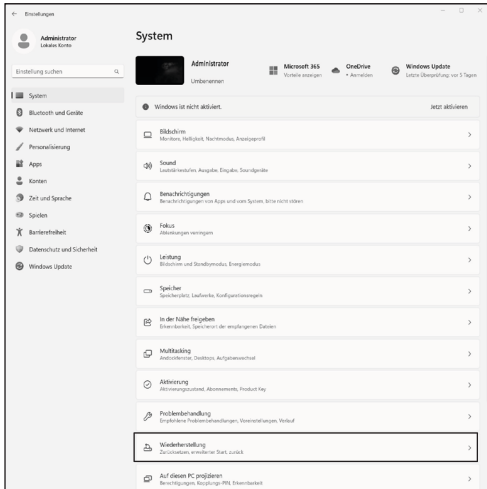 Einstellungen
Administrator
Lokales Konto
Einstellung suchen
System
Bluetooth und Geräte
Netzwerk und Internet
Personalisierung
Apps
Konten
Zeit und Sprache
Spielen
Barrierefreiheit
Datenschutz und Sicherheit
Windows Update
System
Administrator
Umbenennen
Microsoft 365
Vorteile anzeigen
OneDrive
• Anmelden
Windows Update
Letzte Überprüfung: vor 5 Tagen
Windows ist nicht aktiviert.
Jetzt aktivieren
Bildschirm
Monitore, Helligkeit, Nachtmodus, Anzeigeprofil
Sound
Lautstärkestufen, Ausgabe, Eingabe, Soundgeräte
Benachrichtigungen
Benachrichtigungen von Apps und vom System, bitte nicht stören
Fokus
Ablenkungen verringern
Leistung
Bildschirm und Standbymodus, Energiemodus
Speicher
Speicherplatz, Laufwerke, Konfigurationsregeln
In der Nähe freigeben
Erkennbarkeit, Speicherort der empfangenen Dateien
Multitasking
Andockfenster, Desktops, Aufgabenwechsel
Aktivierung
Aktivierungszustand, Abonnements, Product Key
Problembehandlung
Empfohlene Problembehandlungen, Voreinstellungen, Verlauf
Wiederherstellung
Zurücksetzen, erweiterter Start, zurück
Auf diesen PC projizieren
Berechtigungen, Kopplungs-PIN, Erkennbarkeit